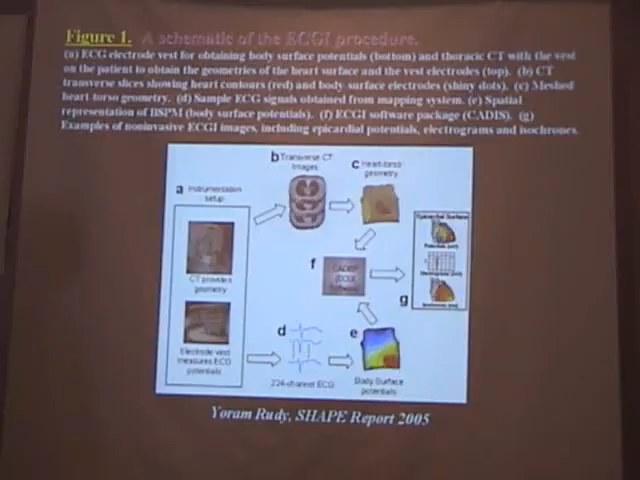 Figure 1. A schematic of the ECGI procedure.
(a) ECG electrode vest for obtaining body surface potentials (bottom) and thoracic CT with the vest
on the patient to obtain the geometries of the heart surface and the vest electrodes (top). (b) CT
transverse slices showing heart contours (red) and body surface electrodes (shiny dots). (c) Meshed
heart-torso geometry. (d) Sample ECG signals obtained from mapping system. (e) Spatial
representation of BSPM (body surface potentials). (f) ECGI software package (CADIS). (g)
Examples of noninvasive ECGI images, including epicardial potentials, electrograms and isochrones.
b Transverse CT
images
c Heart-torso
geometry
a Instrumentation
setup
CT provides
geometry
Electrode vest
measures ECG
potentials
f
Epicardial Surface
g
d
224-channel ECG
e
Body Surface
potentials
Yoram Rudy, SHAPE Report 2005